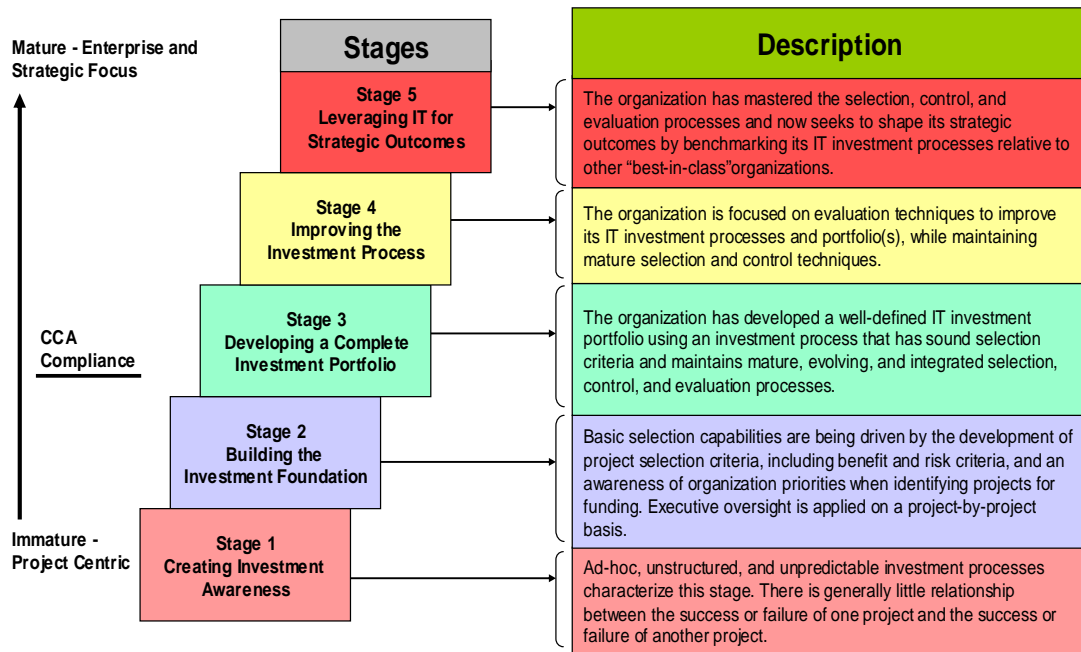 Mature - Enterprise and
Strategic Focus
CCA
Compliance
Immature -
Project Centric
Stages
Description
Stage 5
Leveraging IT for
Strategic Outcomes
The organization has mastered the selection, control, and
evaluation processes and now seeks to shape its strategic
outcomes by benchmarking its IT investment processes relative to
other “best-in-class”organizations.
Stage 4
Improving the
Investment Process
The organization is focused on evaluation techniques to improve
its IT investment processes and portfolio(s), while maintaining
mature selection and control techniques.
Stage 3
Developing a Complete
Investment Portfolio
The organization has developed a well-defined IT investment
portfolio using an investment process that has sound selection
criteria and maintains mature, evolving, and integrated selection,
control, and evaluation processes.
Stage 2
Building the
Investment Foundation
Basic selection capabilities are being driven by the development of
project selection criteria, including benefit and risk criteria, and an
awareness of organization priorities when identifying projects for
funding. Executive oversight is applied on a project-by-project
basis.
Stage 1
Creating Investment
Awareness
Ad-hoc, unstructured, and unpredictable investment processes
characterize this stage. There is generally little relationship
between the success or failure of one project and the success or
failure of another project.